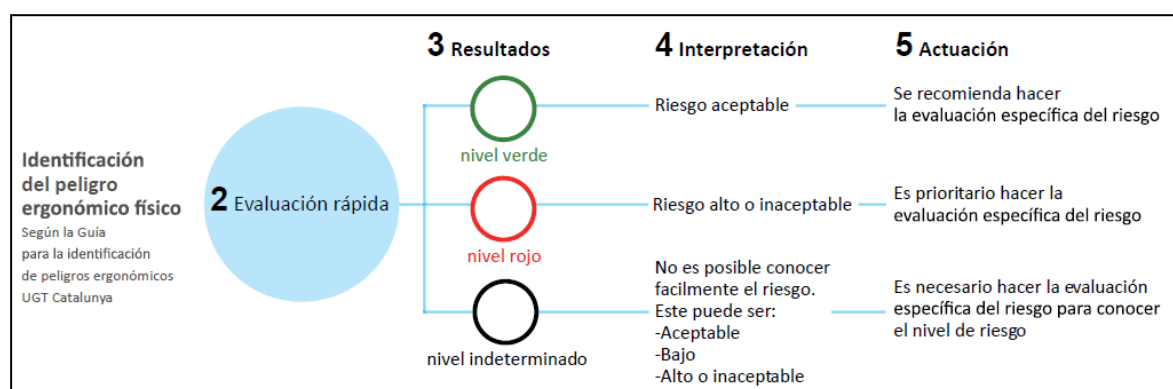 3 Resultados
4 Interpretación
5 Actuación
Identificación
del peligro
ergonómico físico
Según la Guía
para la identificación
de peligros ergonómicos
UGT Catalunya
2 Evaluación rápida
nivel verde
Riesgo aceptable
Se recomienda hacer
la evaluación específica del riesgo
nivel rojo
Riesgo alto o inaceptable
Es prioritario hacer la
evaluación específica del riesgo
nivel indeterminado
No es posible conocer
facilmente el riesgo.
Este puede ser:
-Aceptable
-Bajo
-Alto o inaceptable
Es necesario hacer la evaluación
específica del riesgo para conocer
el nivel de riesgo